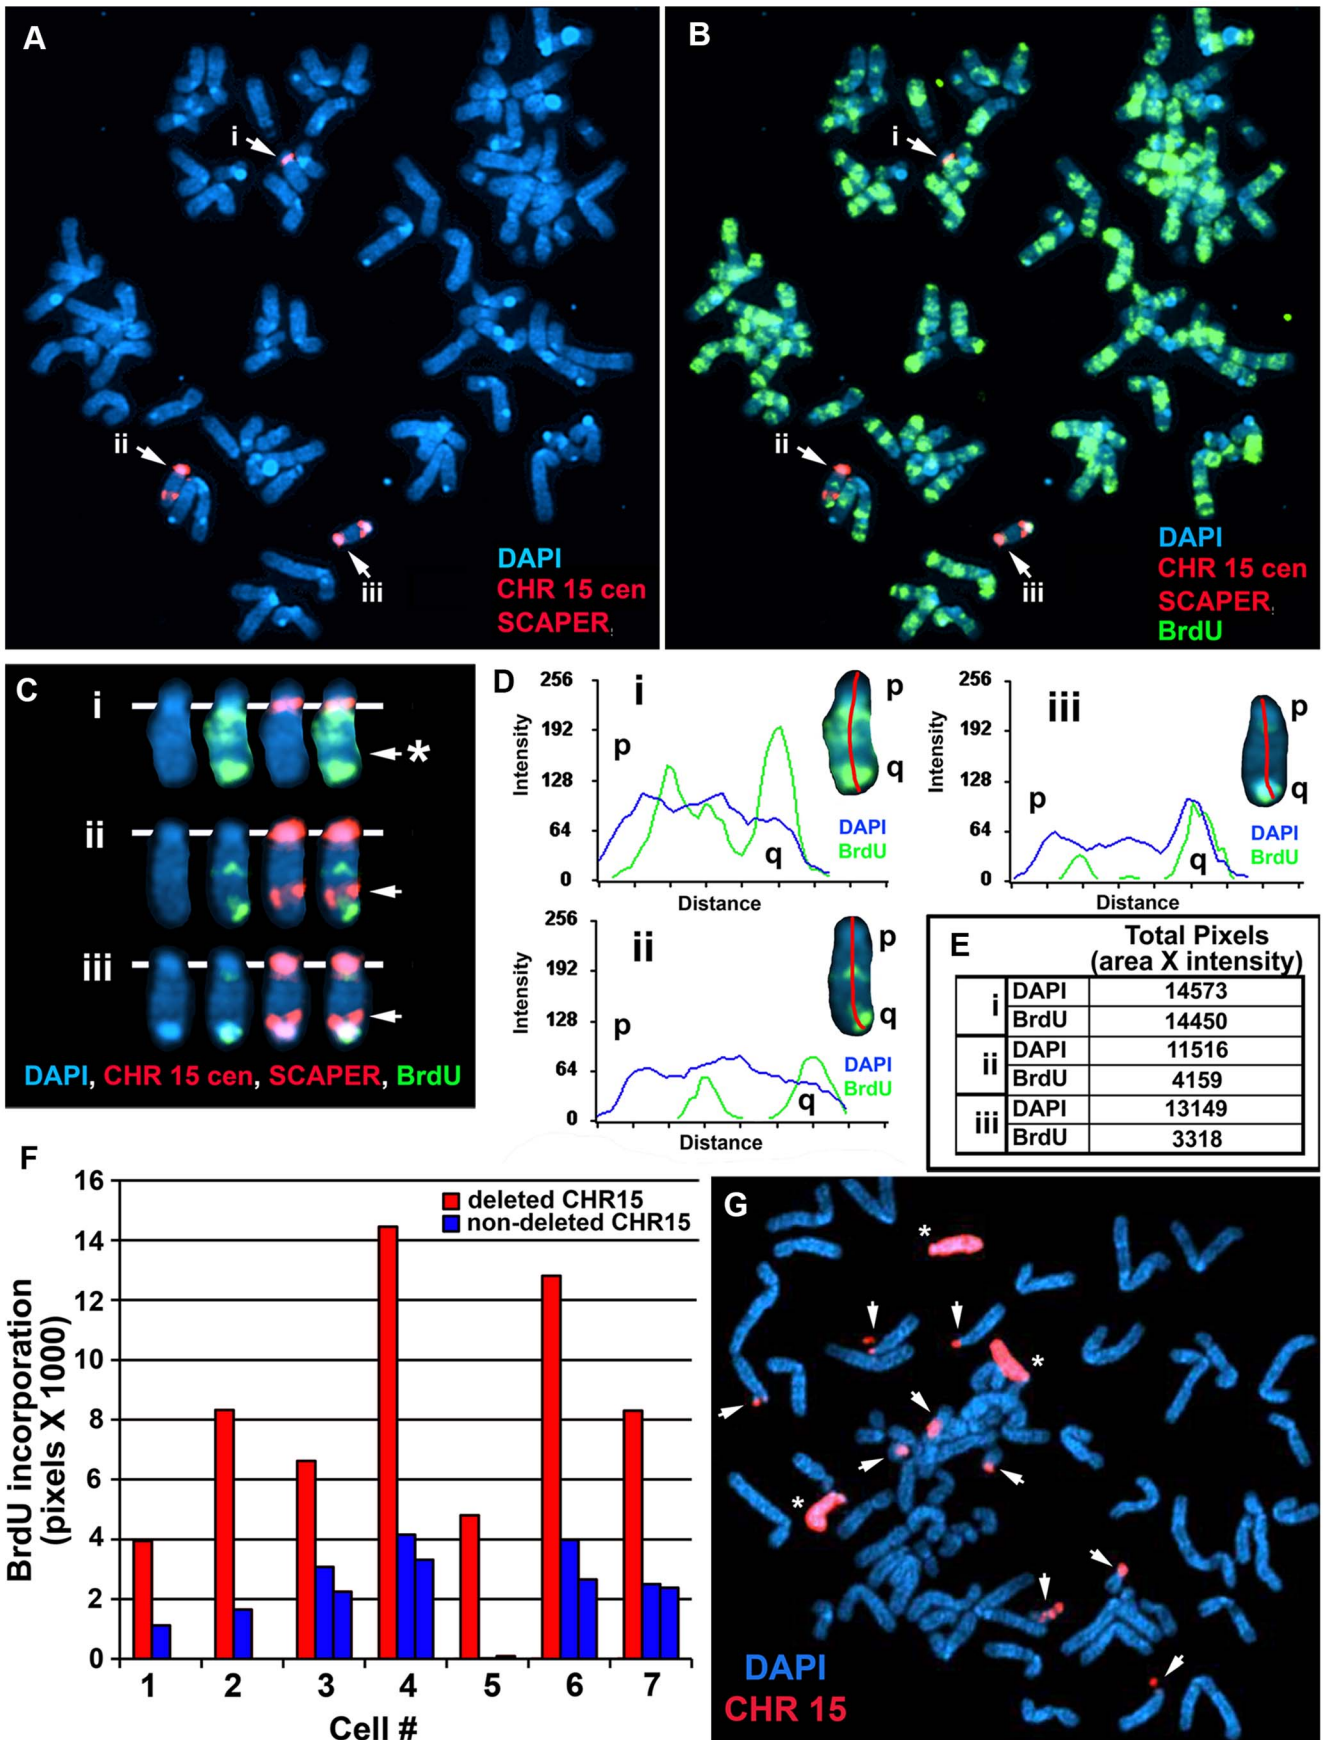 A
i
ii
iii
DAPI
CHR 15 cen
SCAPER
B
i
ii
iii
DAPI
CHR 15 cen
SCAPER
BrdU
C
i
*
ii
iii
DAPI, CHR 15 cen, SCAPER, BrdU
D
i
256
192
128
64
0
Intensity
Distance
p
q
p
q
DAPI
BrdU
iii
256
192
128
64
0
Intensity
Distance
p
q
p
q
DAPI
BrdU
ii
256
192
128
64
0
Intensity
Distance
p
q
p
q
DAPI
BrdU
E
Total Pixels
(area X intensity)
i DAPI 14573
BrdU 14450
ii DAPI 11516
BrdU 4159
iii DAPI 13149
BrdU 3318
F
16
14
12
10
8
6
4
2
0
BrdU incorporation
(pixels X 1000)
deleted CHR15
non-deleted CHR15
1 2 3 4 5 6 7
Cell #
G
*
*
*
DAPI
CHR 15